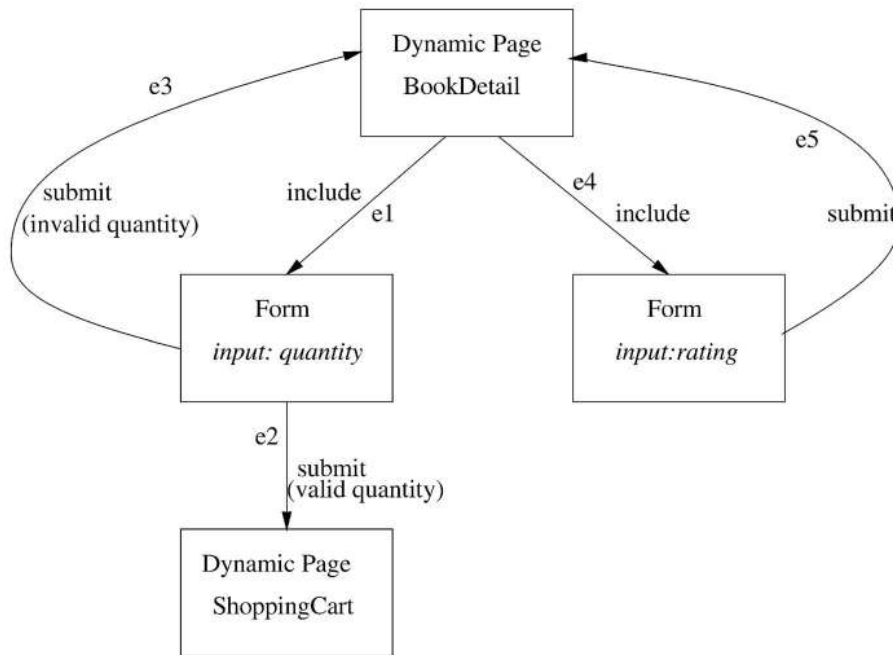 Dynamic Page
BookDetail
e3
e5
include
e4
e1
include
submit
(invalid quantity)
submit
Form
input: quantity
Form
input:rating
e2
submit
(valid quantity)
Dynamic Page
ShoppingCart